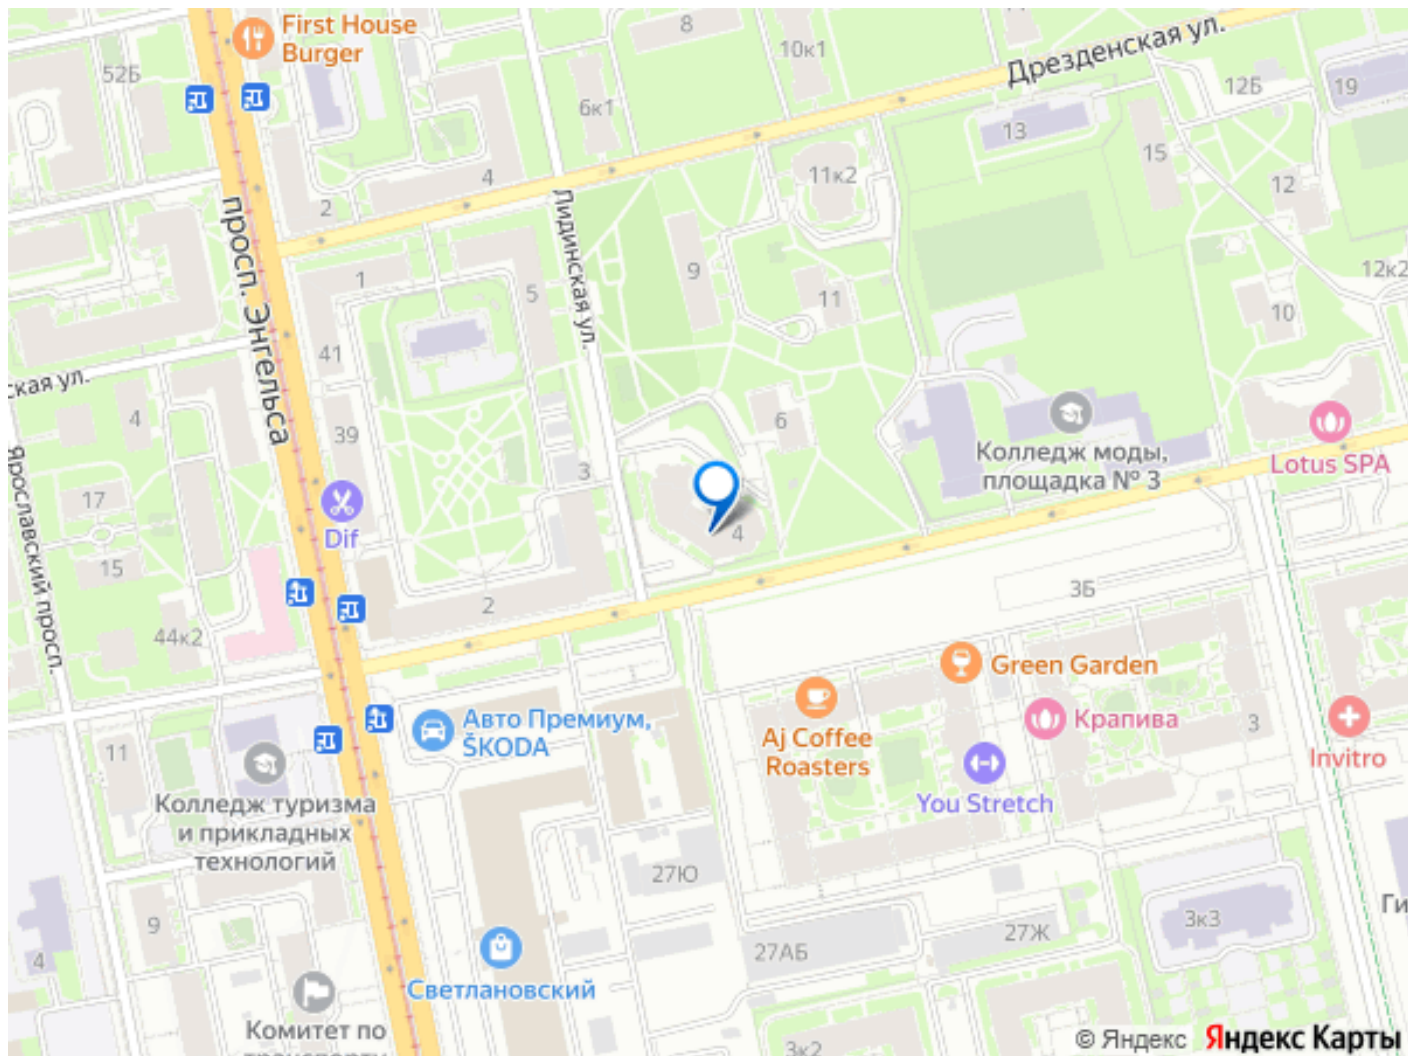 First House
Burger
52Б
8
10к1
Дрезденская ул.
12Б
19
6к1
13
15
11к2
12
4
2
Лидинская ул.
просп. Энгельса
9
1
5
11
12к2
10
41
ская ул.
4
39
6
3
Колледж моды,
площадка № 3
Lotus SPA
17
Dif
4
Ярославский просп.
15
2
3Б
44к2
Green Garden
Авто Премиум,
ŠKODA
Aj Coffee
Roasters
Крапива
3
Invitro
11
You Stretch
Колледж туризма
и прикладных
технологий
27Ю
Ги
9
3к3
27Ж
27АБ
4
Светлановский
Комитет по
транспорту
3к2
© Яндекс Яндекс Карты